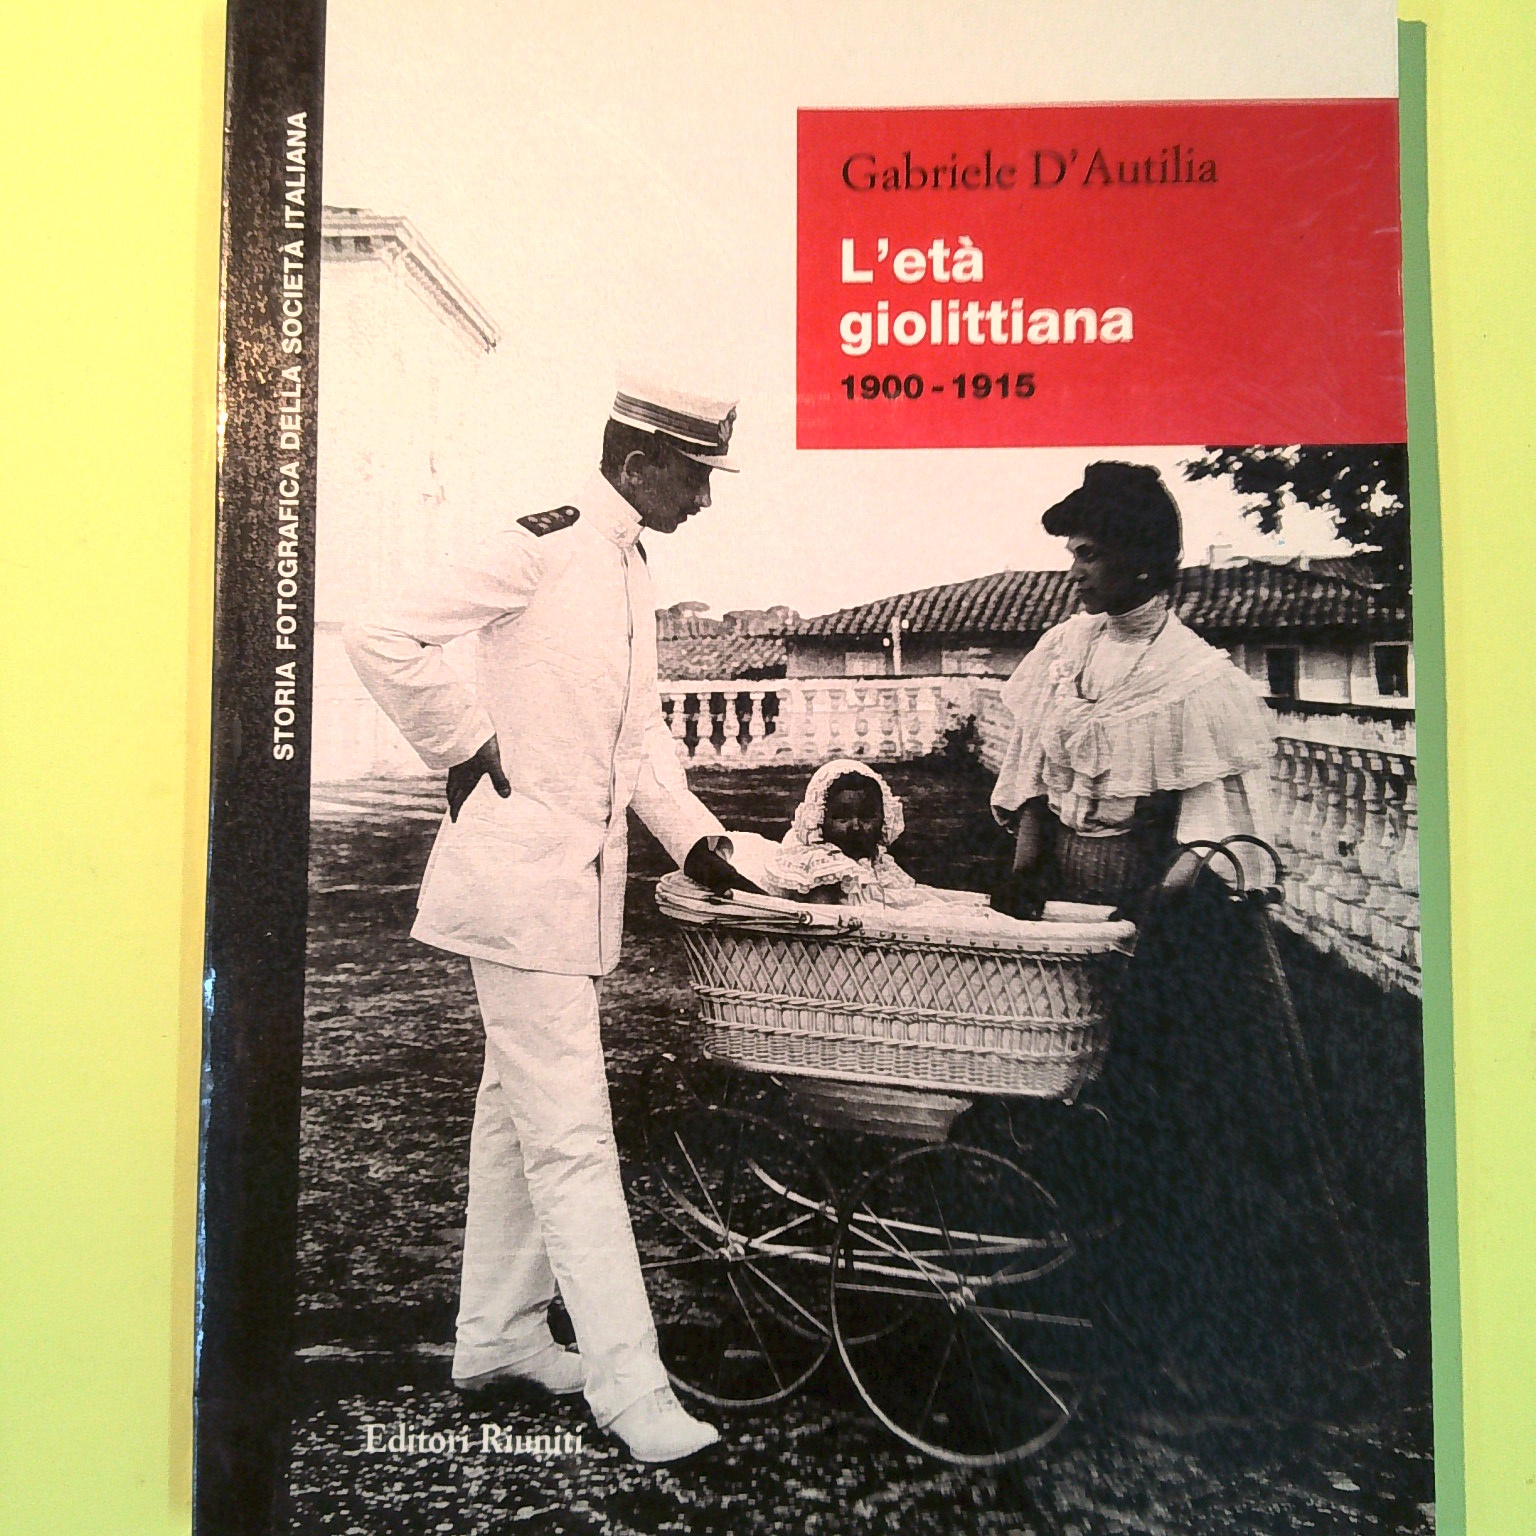 STORIA FOTOGRAFICA DELLA SOCIETÀ ITALIANA
Gabriele D'Autilia
L'età
giolittiana
1900-1915
Editori Riuniti